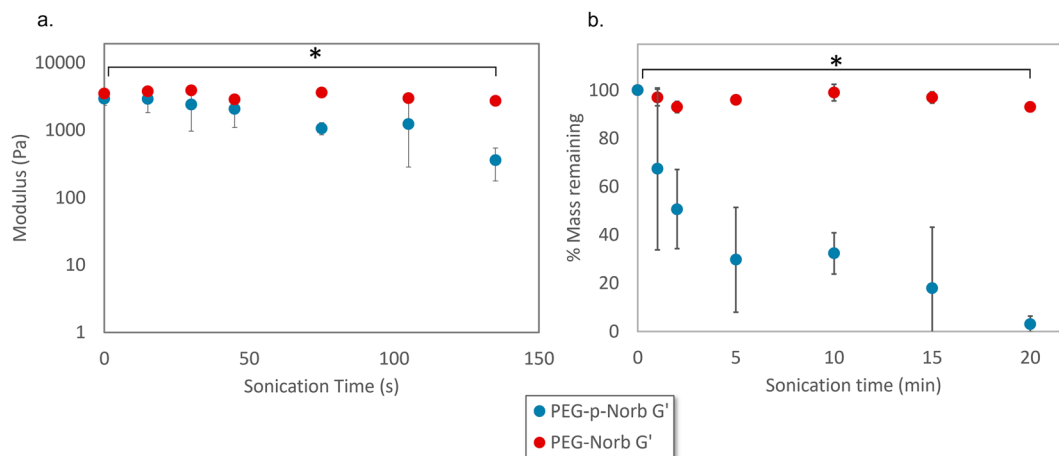 a.
*
10000
1000
100
10
1
Modulus (Pa)
0
50
100
150
Sonication Time (s)
b.
*
100
80
60
40
20
0
% Mass remaining
0
5
10
15
20
Sonication time (min)
PEG-p-Norb G'
PEG-Norb G'